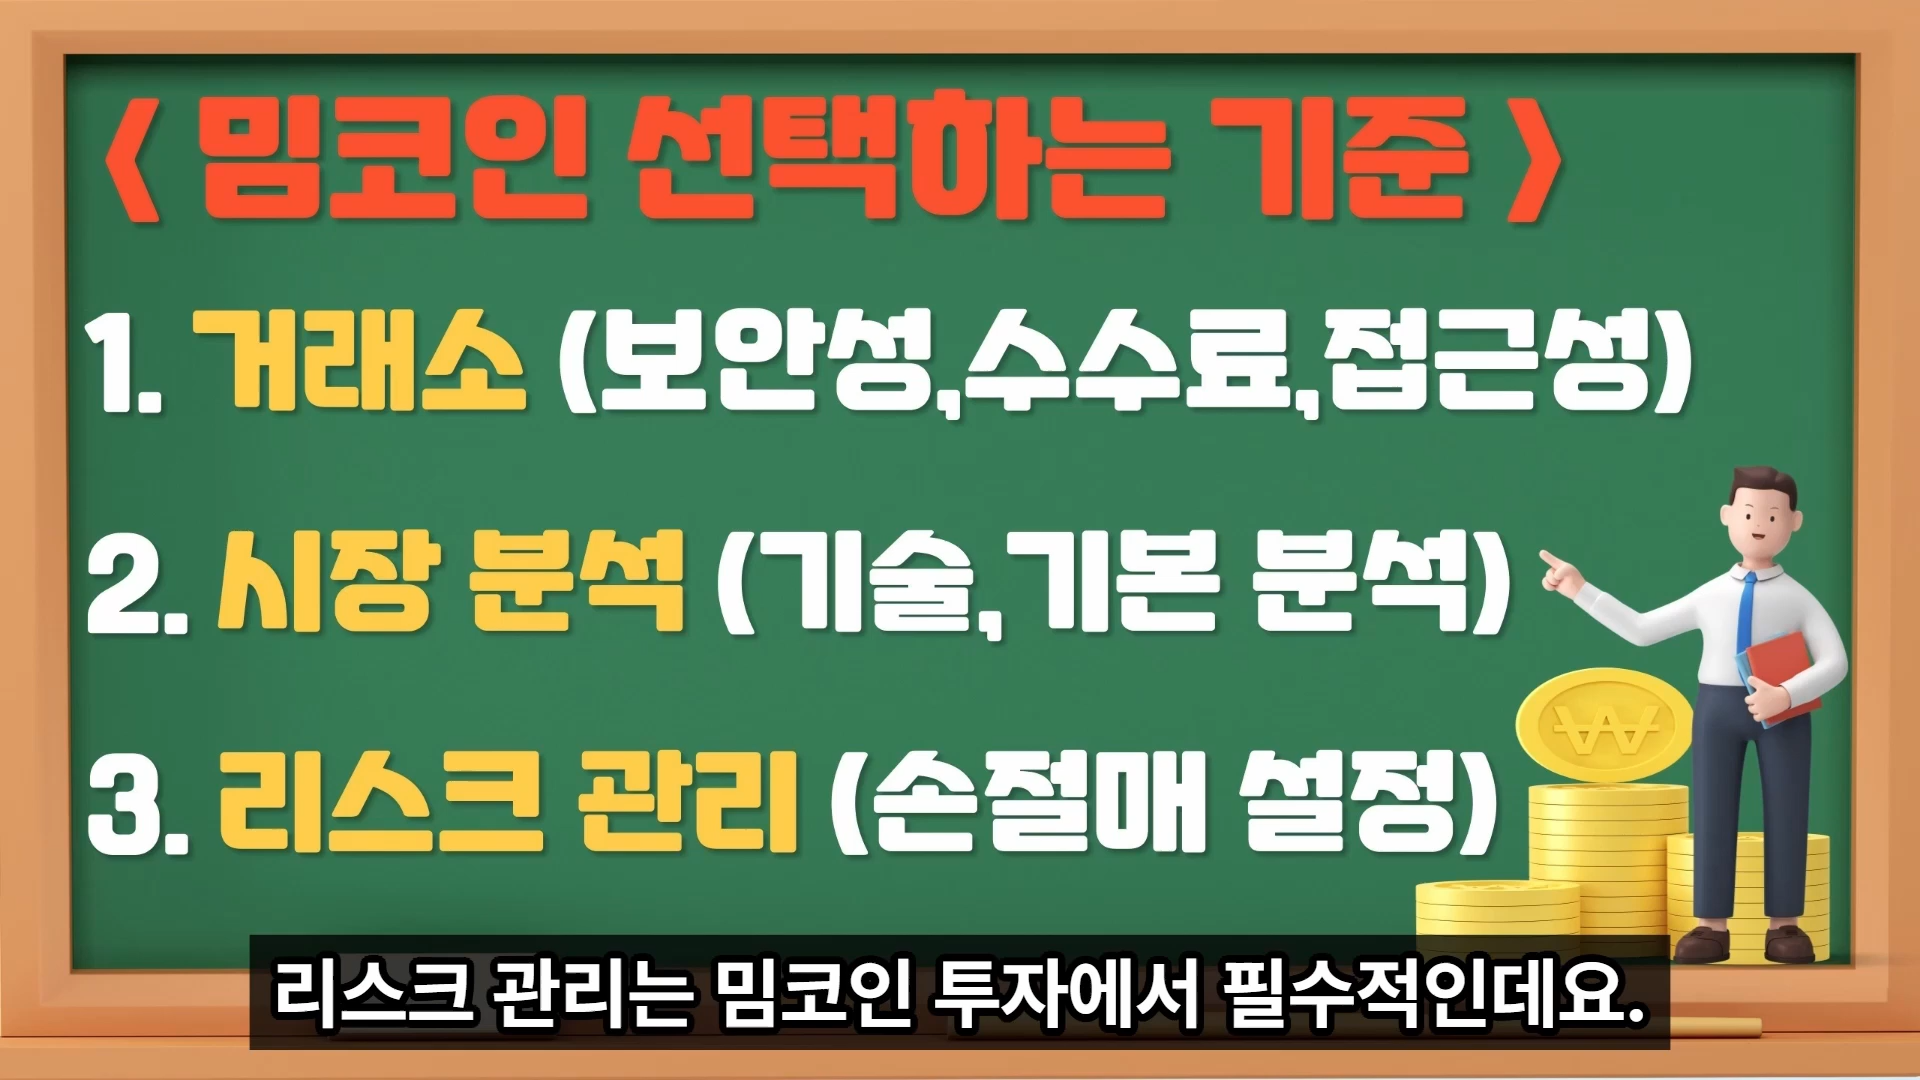 < 밈코인 선택하는 기준 >
1. 거래소 (보안성,수수료,접근성)
2. 시장 분석 (기술,기본 분석)
3. 리스크 관리 (손절매 설정)
리스크 관리는 밈코인 투자에서 필수적인데요.